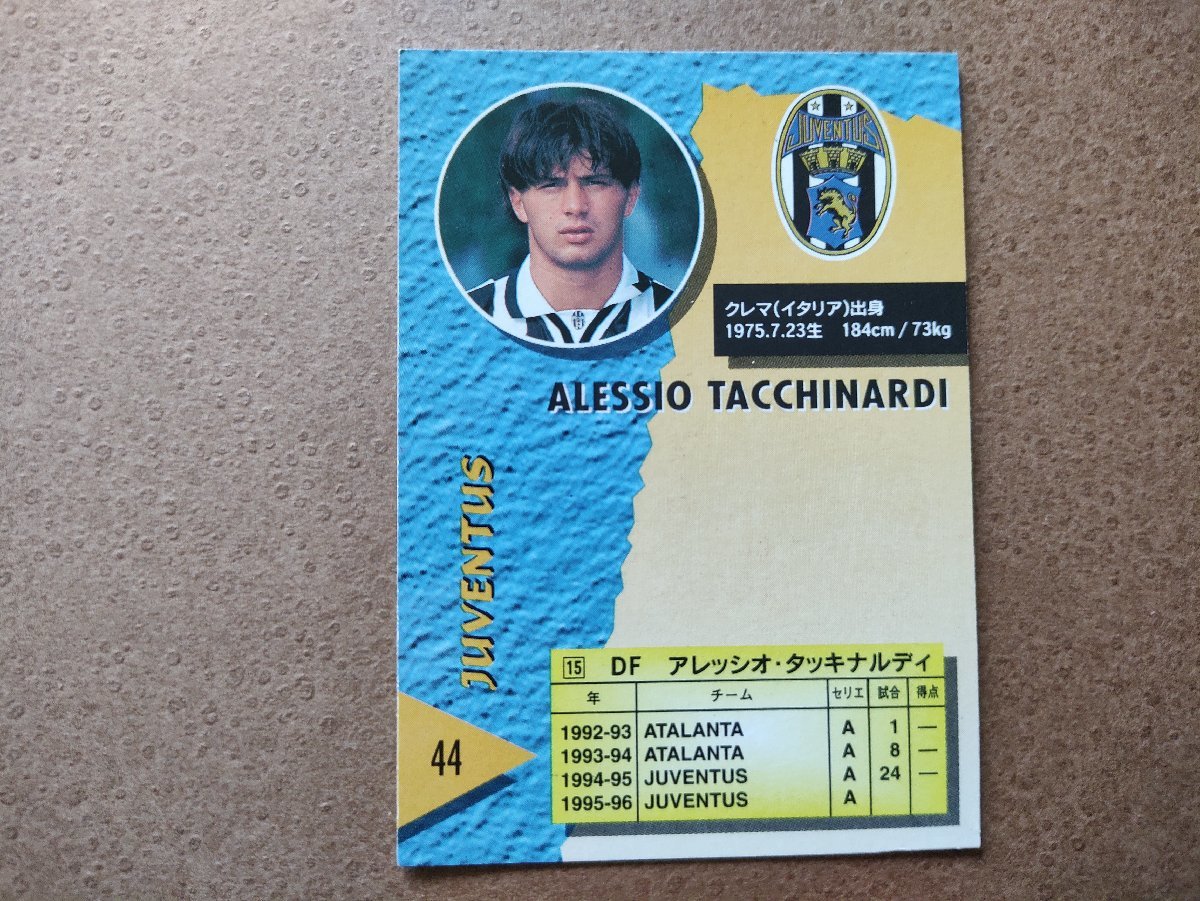 JUVENTUS
クレマ(イタリア)出身
1975.7.23生 184cm / 73kg
ALESSIO TACCHINARDI
JUVENTUS
15 DF アレッシオ・タッキナルディ
年 チーム セリエ 試合 得点
1992-93 ATALANTA A 1 —
1993-94 ATALANTA A 8 —
1994-95 JUVENTUS A 24 —
1995-96 JUVENTUS A
44